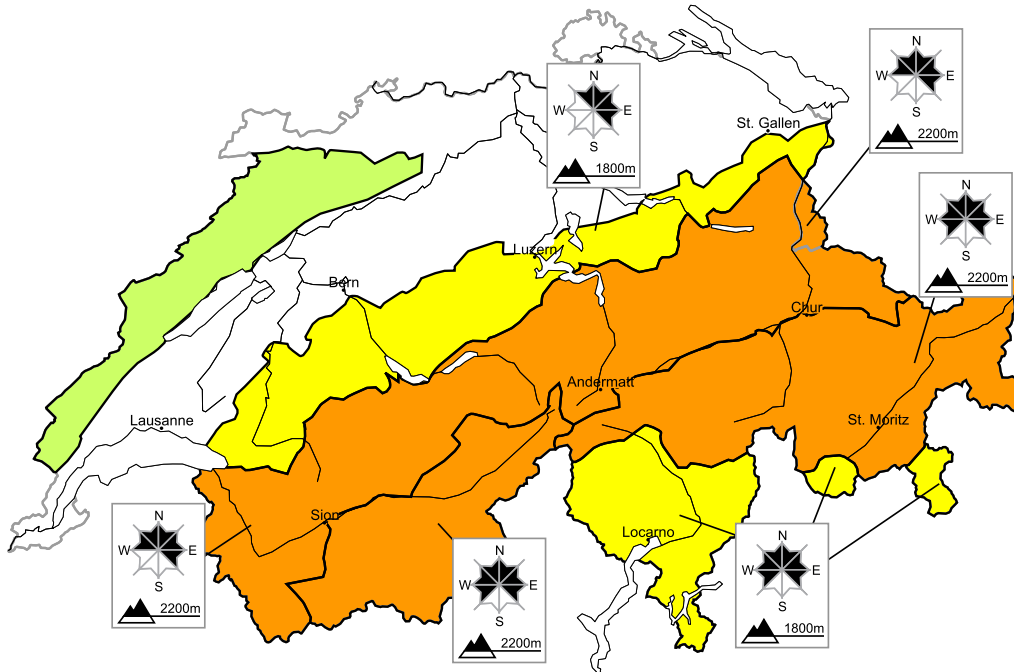 N
W E
S
2200m
N
W E
S
1800m
St. Gallen
N
W E
S
2200m
Luzern
Bern
Chur
Andermatt
Lausanne
St. Moritz
N
W E
S
2200m
Sion
N
W E
S
2200m
Locarno
N
W E
S
1800m